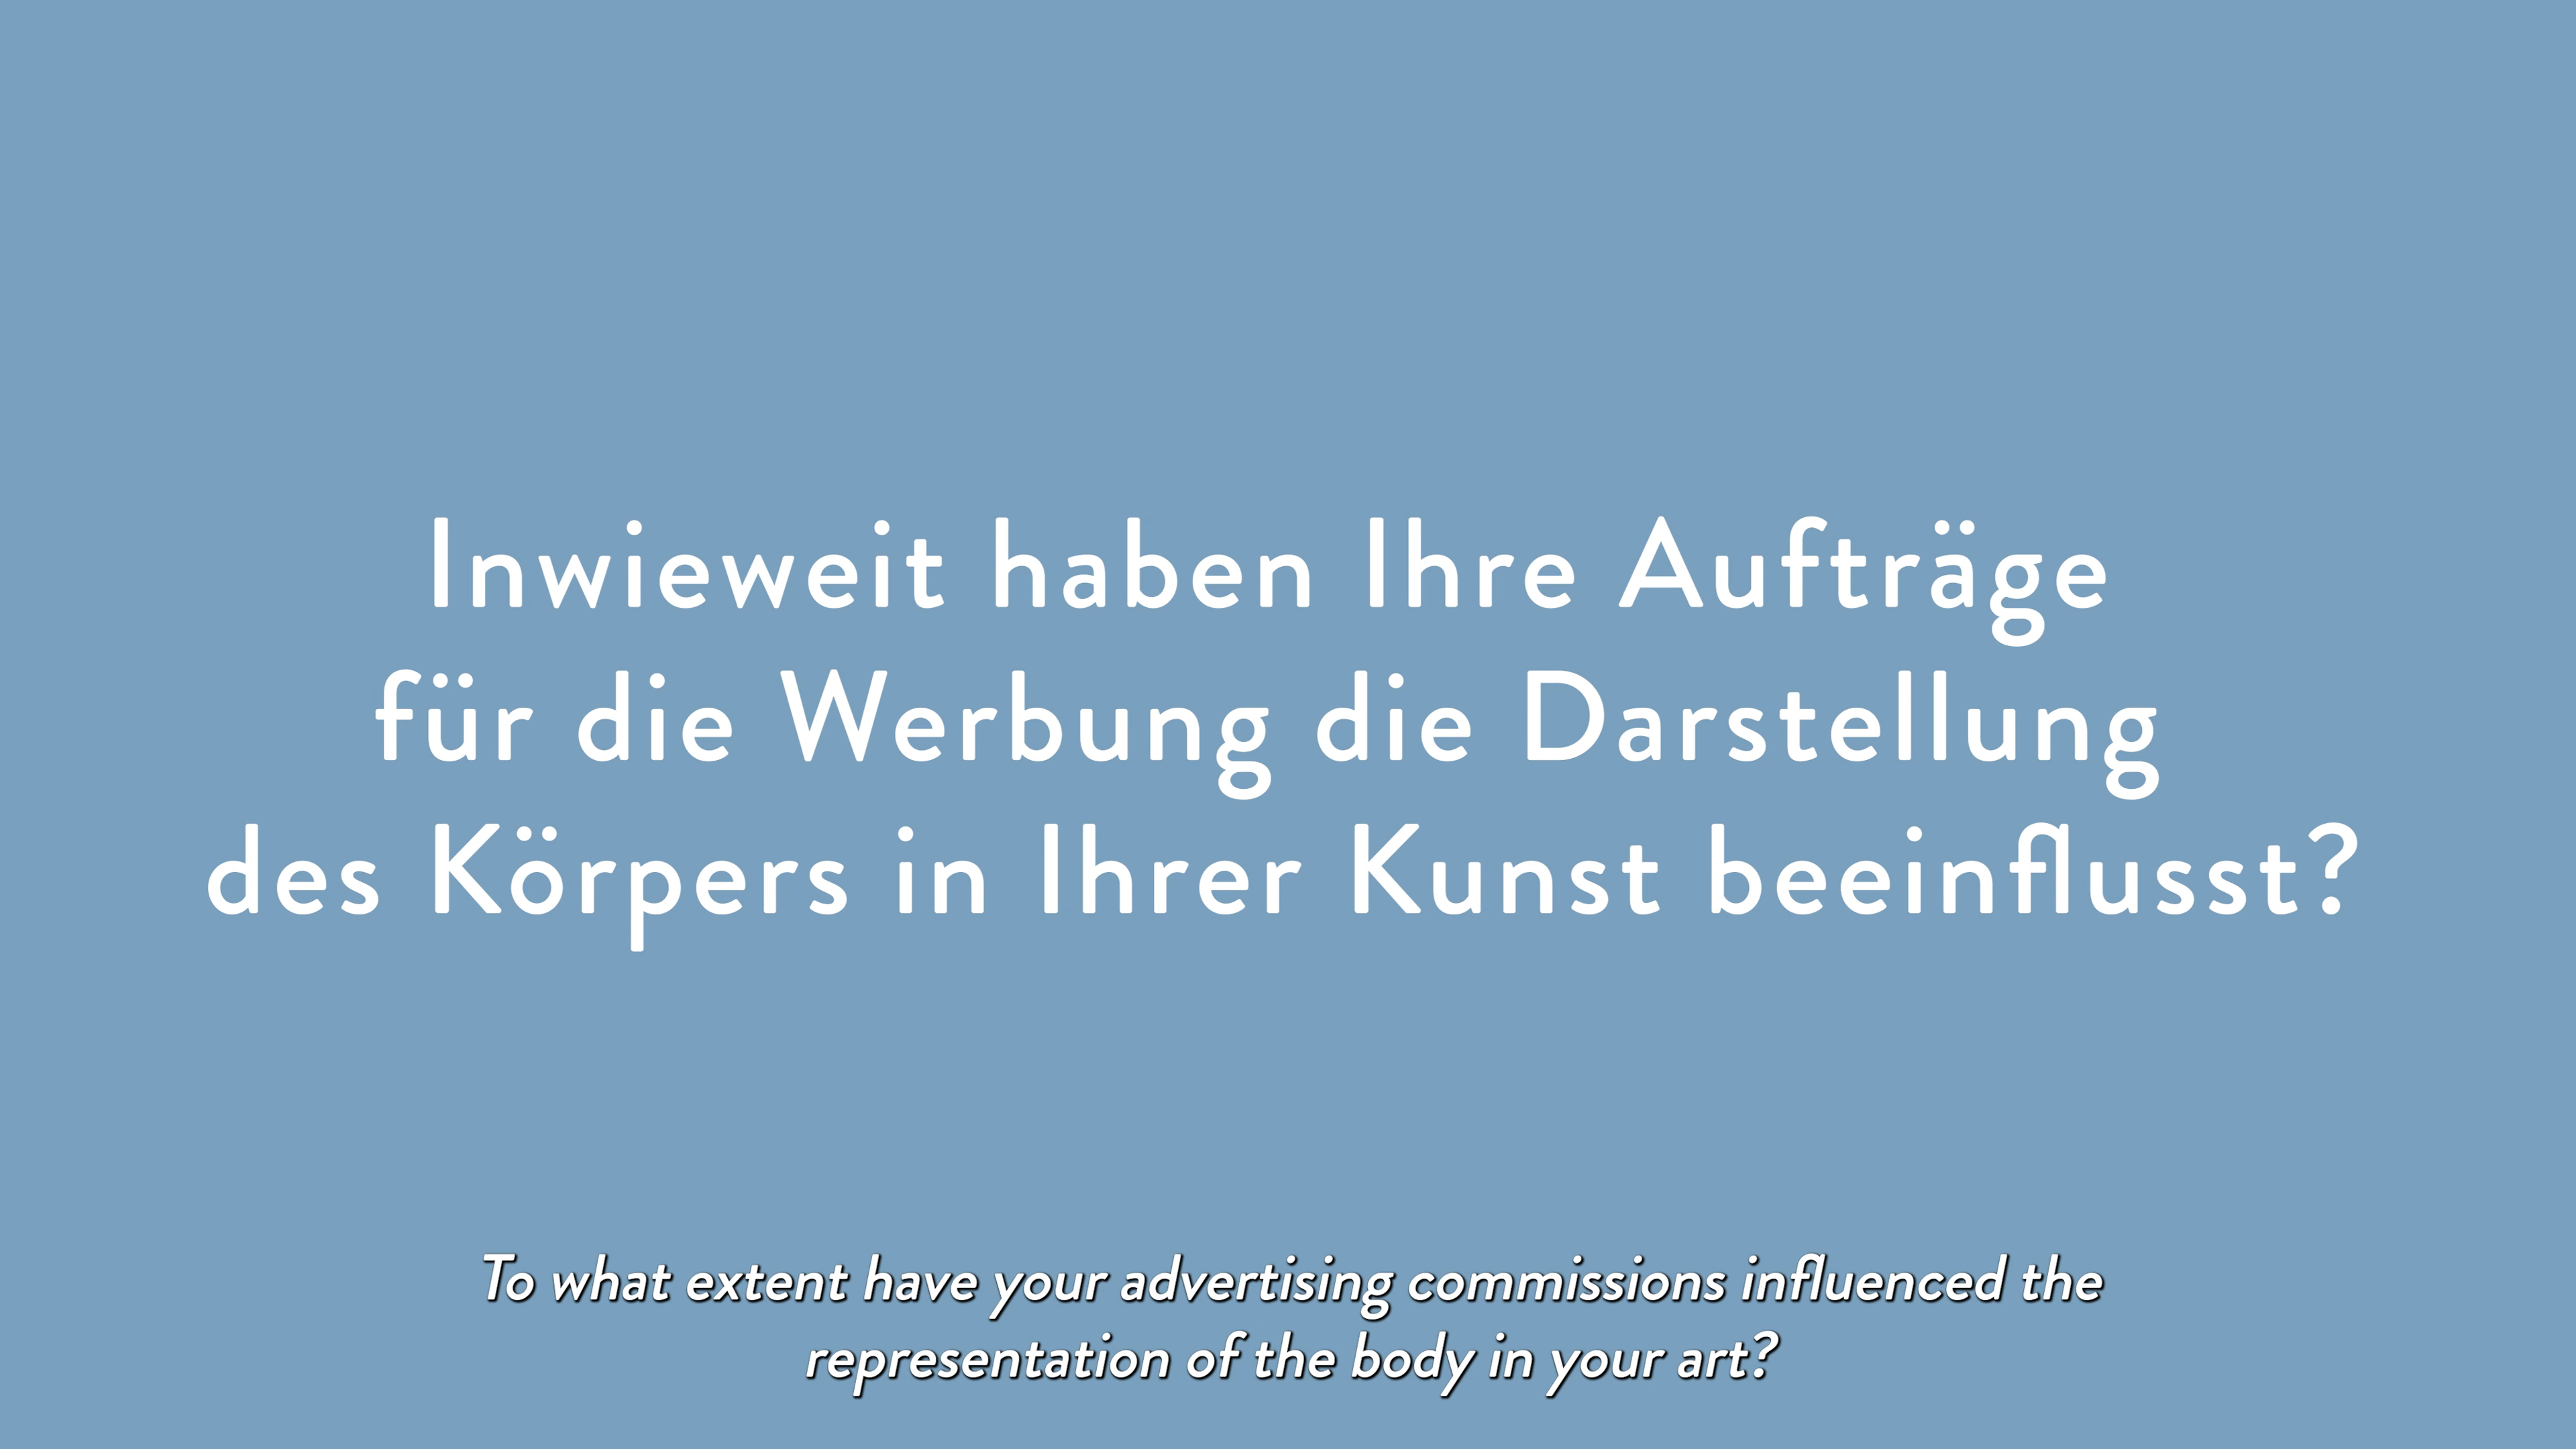 Inwieweit haben Ihre Aufträge
für die Werbung die Darstellung
des Körpers in Ihrer Kunst beeinflusst?
To what extent have your advertising commissions influenced the
representation of the body in your art?